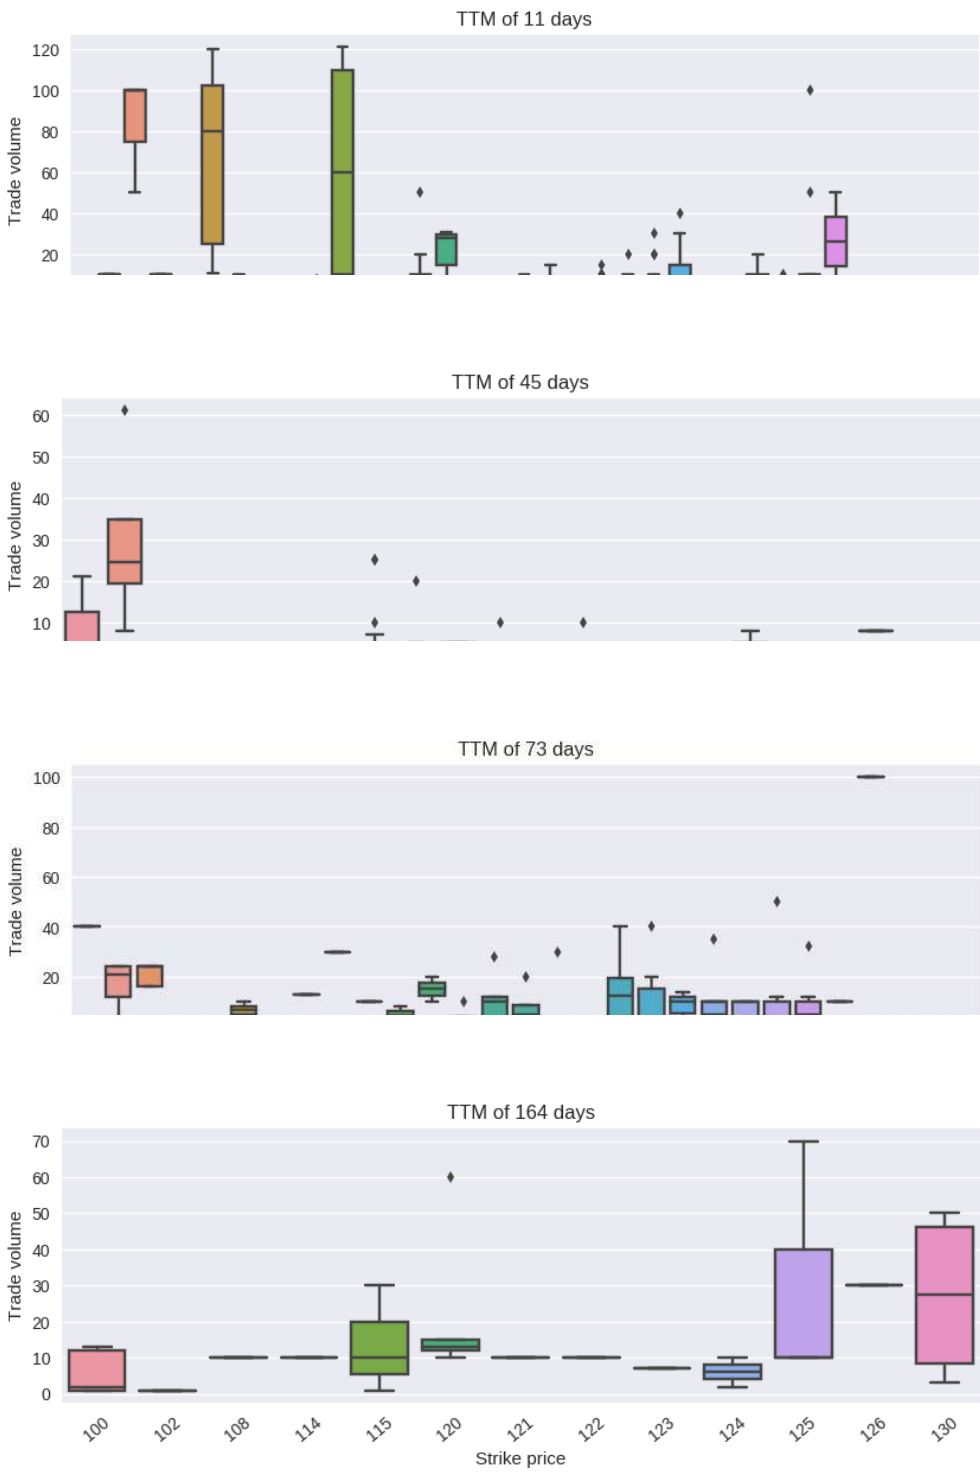 TTM of 11 days
120
100
80
60
40
20
Trade volume
TTM of 45 days
60
50
40
30
20
10
Trade volume
TTM of 73 days
100
80
60
40
20
Trade volume
TTM of 164 days
70
60
50
40
30
20
10
0
Trade volume
100 102 108 114 115 120 121 122 123 124 125 126 130
Strike price